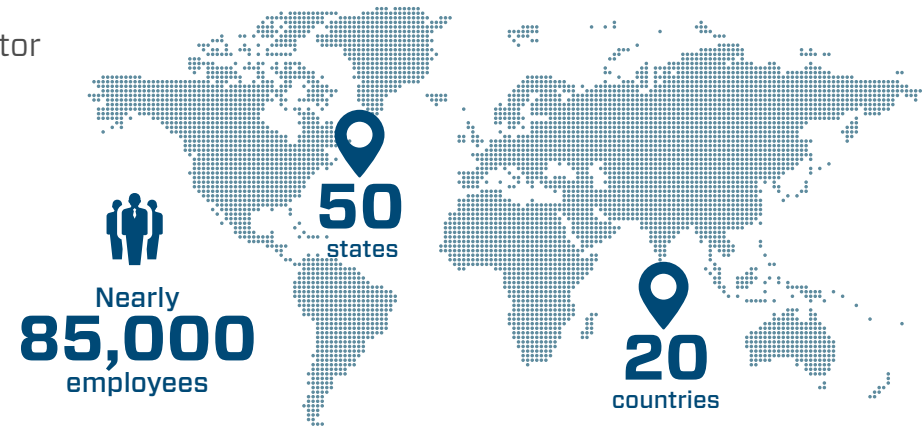 tor
50
states
Nearly
85,000
employees
20
countries